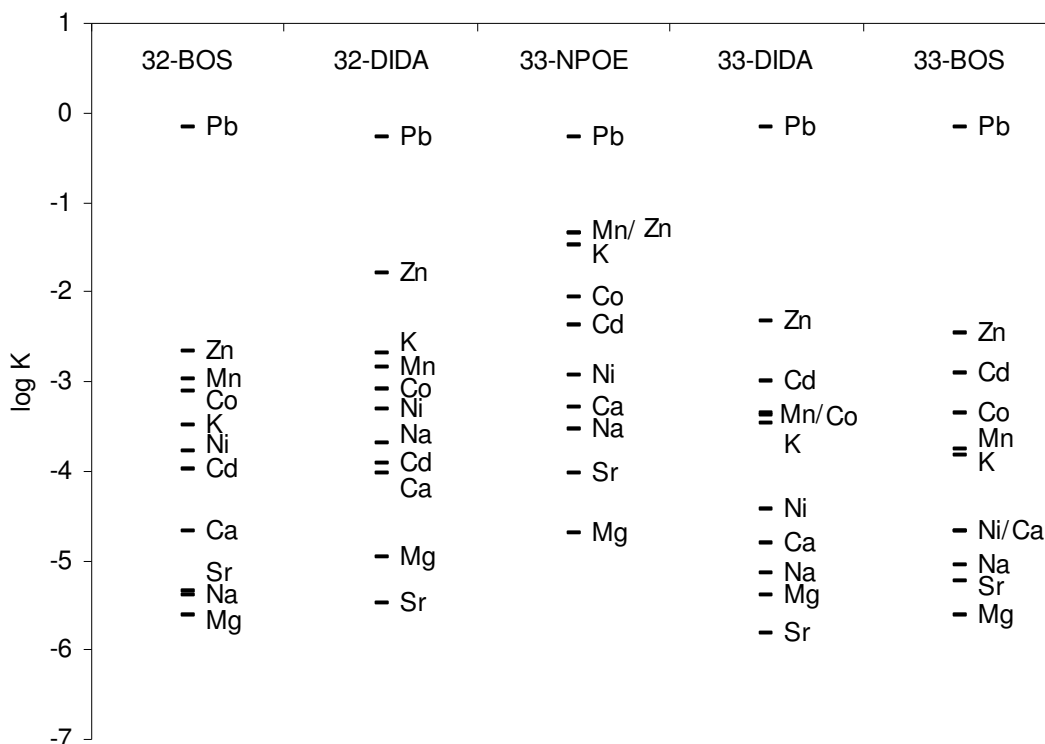 1
0
-1
-2
-3
-4
-5
-6
-7
log K
32-BOS
Pb
Zn
Mn
Co
K
Ni
Cd
Ca
Sr
Na
Mg
32-DIDA
Pb
Zn
K
Mn
Co
Ni
Na
Cd
Ca
Mg
Sr
33-NPOE
Pb
Mn/ Zn
K
Co
Cd
Ni
Ca
Na
Sr
Mg
33-DIDA
Pb
Zn
Cd
Mn/Co
K
Ni
Ca
Na
Mg
Sr
33-BOS
Pb
Zn
Cd
Co
Mn
K
Ni/Ca
Na
Sr
Mg